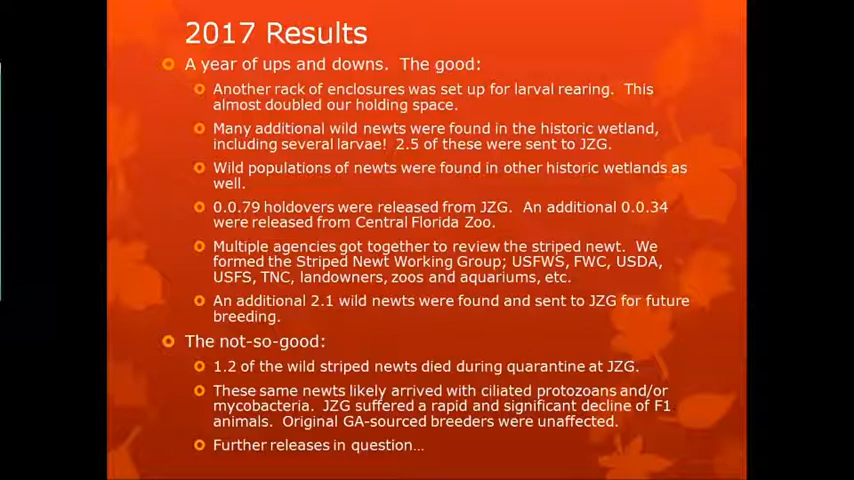 2017 Results
A year of ups and downs.  The good:
Another rack of enclosures was set up for larval rearing.  This
almost doubled our holding space.
Many additional wild newts were found in the historic wetland,
including several larvae!  2.5 of these were sent to JZG.
Wild populations of newts were found in other historic wetlands as
well.
0.0.79 holdovers were released from JZG.  An additional 0.0.34
were released from Central Florida Zoo.
Multiple agencies got together to review the striped newt.  We
formed the Striped Newt Working Group; USFWS, FWC, USDA,
USFS, TNC, landowners, zoos and aquariums, etc.
An additional 2.1 wild newts were found and sent to JZG for future
breeding.
The not-so-good:
1.2 of the wild striped newts died during quarantine at JZG.
These same newts likely arrived with ciliated protozoans and/or
mycobacteria.  JZG suffered a rapid and significant decline of F1
animals.  Original GA-sourced breeders were unaffected.
Further releases in question…